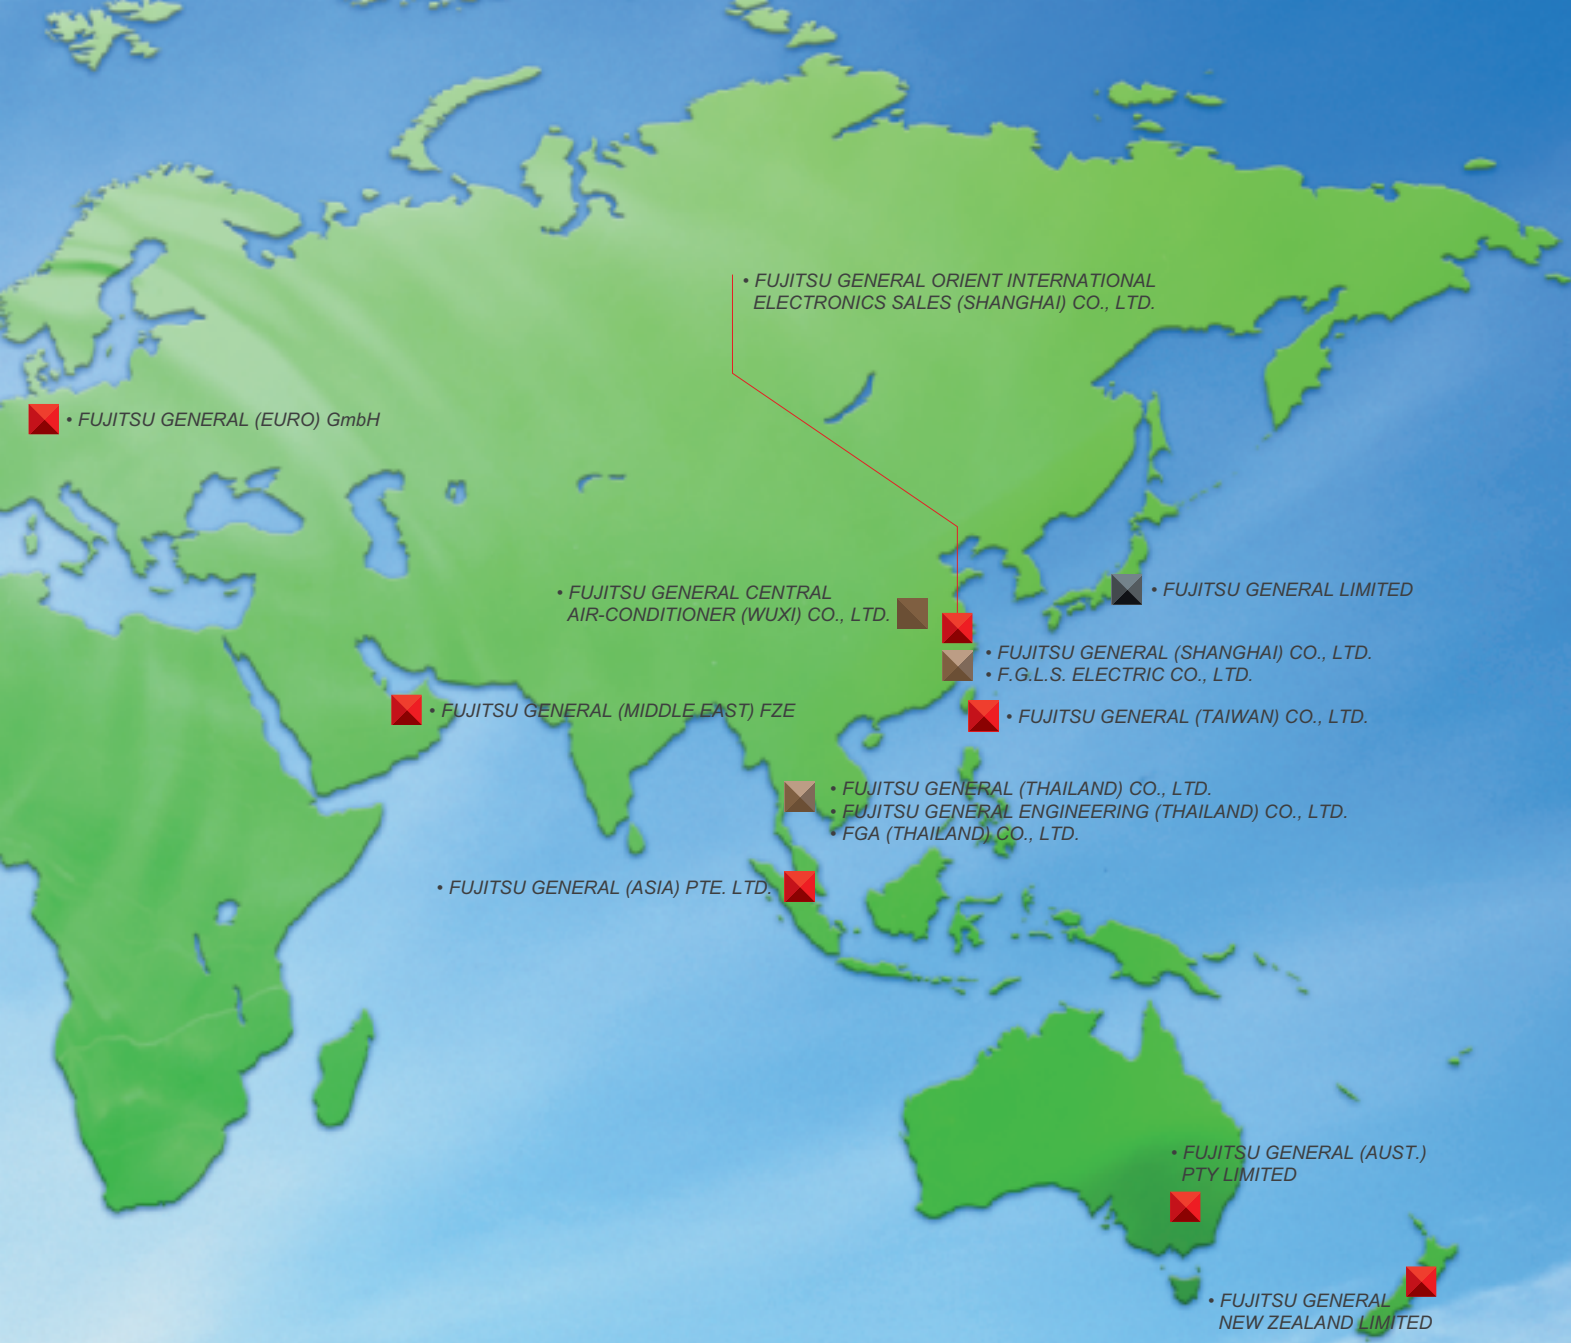 • FUJITSU GENERAL ORIENT INTERNATIONAL
ELECTRONICS SALES (SHANGHAI) CO., LTD.
• FUJITSU GENERAL (EURO) GmbH
• FUJITSU GENERAL CENTRAL
AIR-CONDITIONER (WUXI) CO., LTD.
• FUJITSU GENERAL LIMITED
• FUJITSU GENERAL (SHANGHAI) CO., LTD.
• F.G.L.S. ELECTRIC CO., LTD.
• FUJITSU GENERAL (MIDDLE EAST) FZE
• FUJITSU GENERAL (TAIWAN) CO., LTD.
• FUJITSU GENERAL (THAILAND) CO., LTD.
• FUJITSU GENERAL ENGINEERING (THAILAND) CO., LTD.
• FGA (THAILAND) CO., LTD.
• FUJITSU GENERAL (ASIA) PTE. LTD.
• FUJITSU GENERAL (AUST.)
PTY LIMITED
• FUJITSU GENERAL
NEW ZEALAND LIMITED